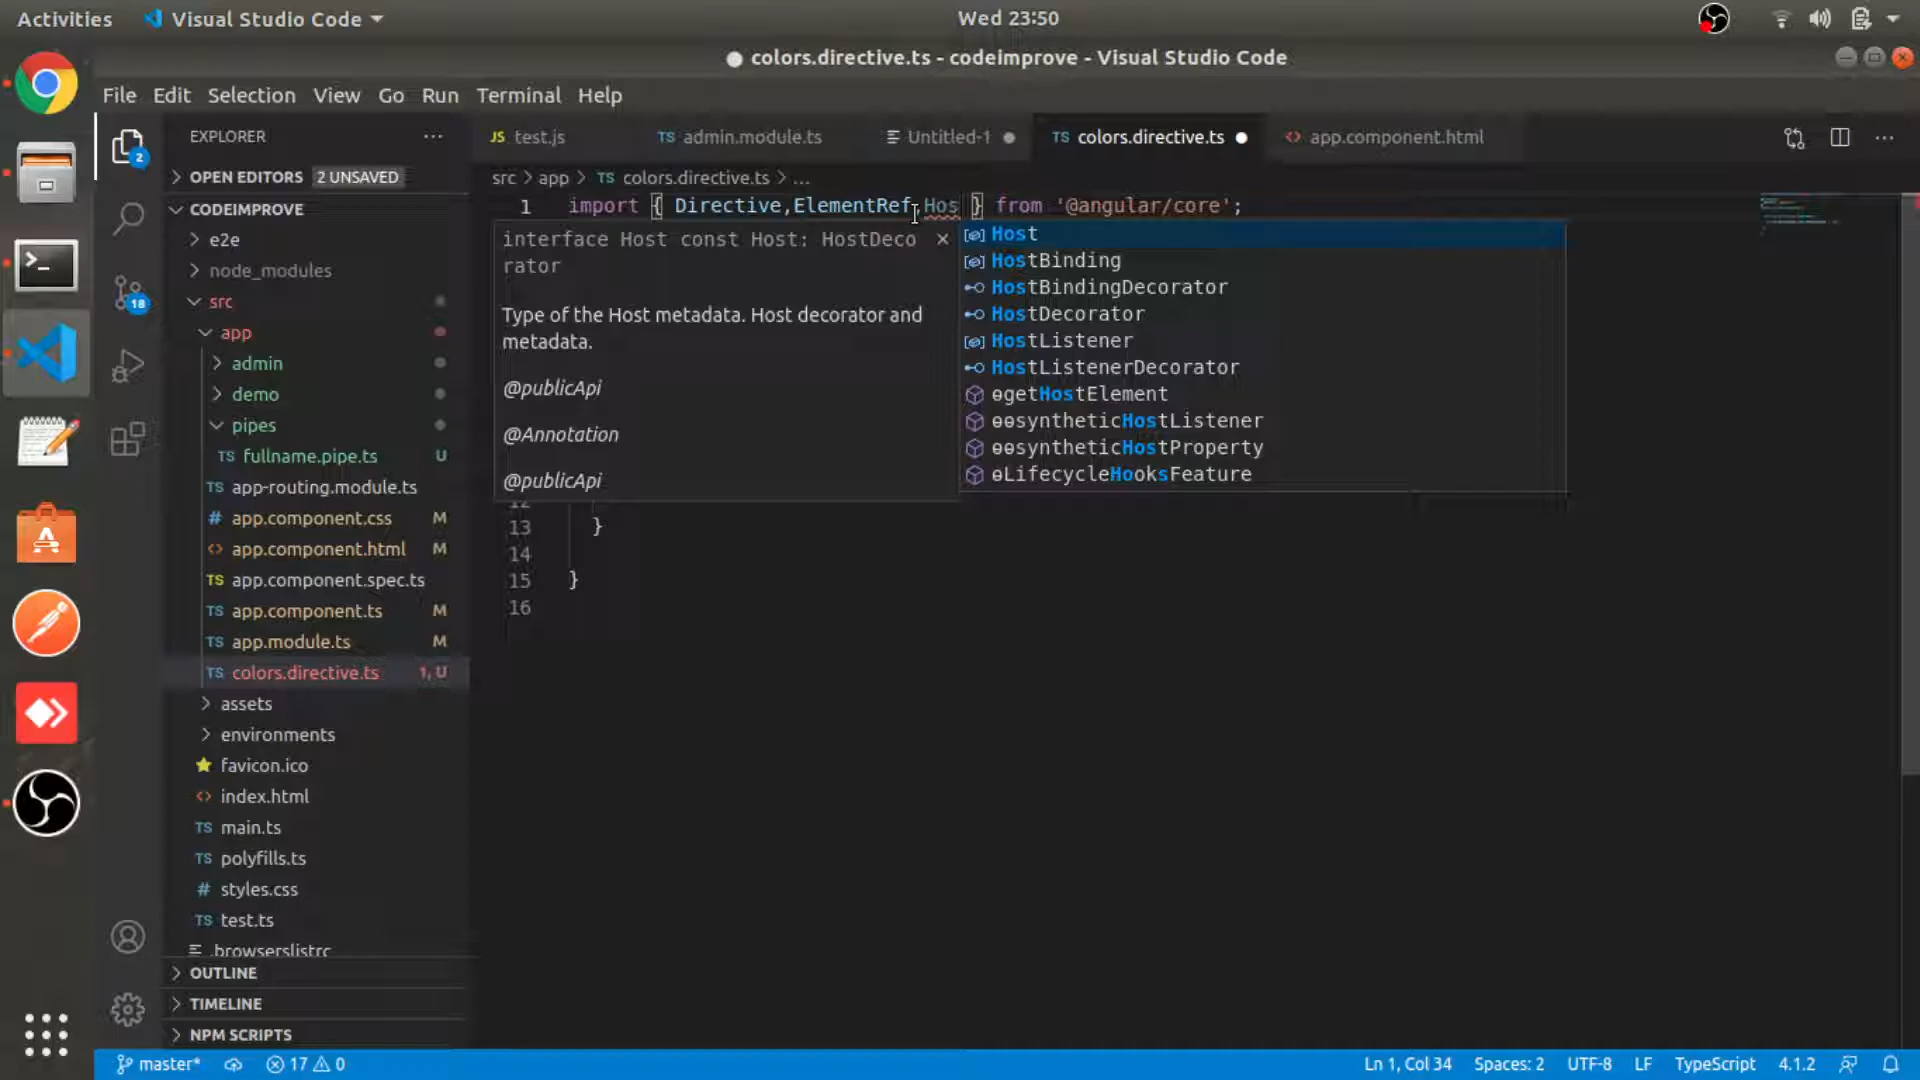 Activities
Visual Studio Code
Wed 23:50
colors.directive.ts - codeimprove - Visual Studio Code
File Edit Selection View Go Run Terminal Help
EXPLORER
JS test.js
TS admin.module.ts
Untitled-1
TS colors.directive.ts
<> app.component.html
OPEN EDITORS 2 UNSAVED
src > app > TS colors.directive.ts > ...
CODEIMPROVE
1 import { Directive,ElementRef,Hos } from '@angular/core';
e2e
node_modules
src
app
admin
demo
pipes
TS fullname.pipe.ts U
TS app-routing.module.ts
# app.component.css M
<> app.component.html M
TS app.component.spec.ts
TS app.component.ts M
TS app.module.ts M
TS colors.directive.ts 1, U
assets
environments
favicon.ico
<> index.html
TS main.ts
TS polyfills.ts
# styles.css
TS test.ts
.browserslistrc
OUTLINE
TIMELINE
NPM SCRIPTS
2
18
interface Host const Host: HostDeco
rator
Type of the Host metadata. Host decorator and
metadata.
@publicApi
@Annotation
@publicApi
Host
HostBinding
HostBindingDecorator
HostDecorator
HostListener
HostListenerDecorator
ɵgetHostElement
ɵɵsyntheticHostListener
ɵɵsyntheticHostProperty
ɵLifecycleHooksFeature
12
13 }
14
15 }
16
master* 17 0
Ln 1, Col 34 Spaces: 2 UTF-8 LF TypeScript 4.1.2